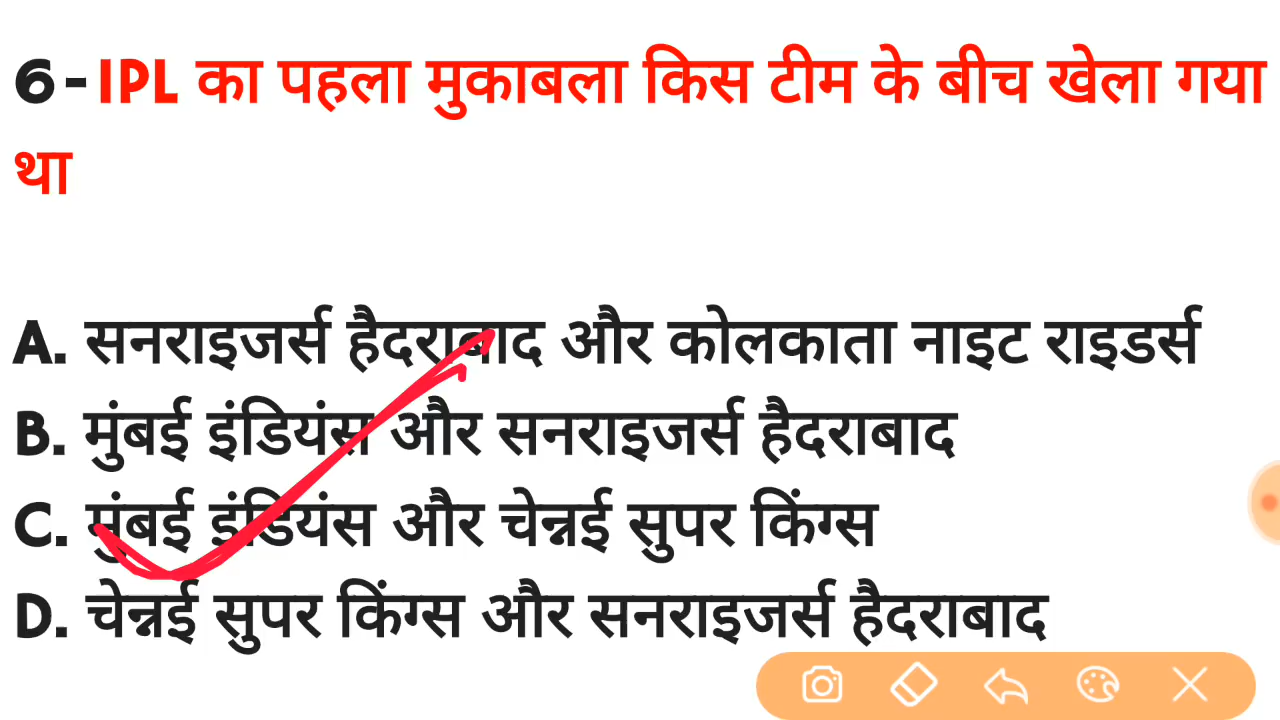 6-IPL का पहला मुकाबला किस टीम के बीच खेला गया
था
A. सनराइजर्स हैदराबाद और कोलकाता नाइट राइडर्स
B. मुंबई इंडियंस और सनराइजर्स हैदराबाद
C. मुंबई इंडियंस और चेन्नई सुपर किंग्स
D. चेन्नई सुपर किंग्स और सनराइजर्स हैदराबाद